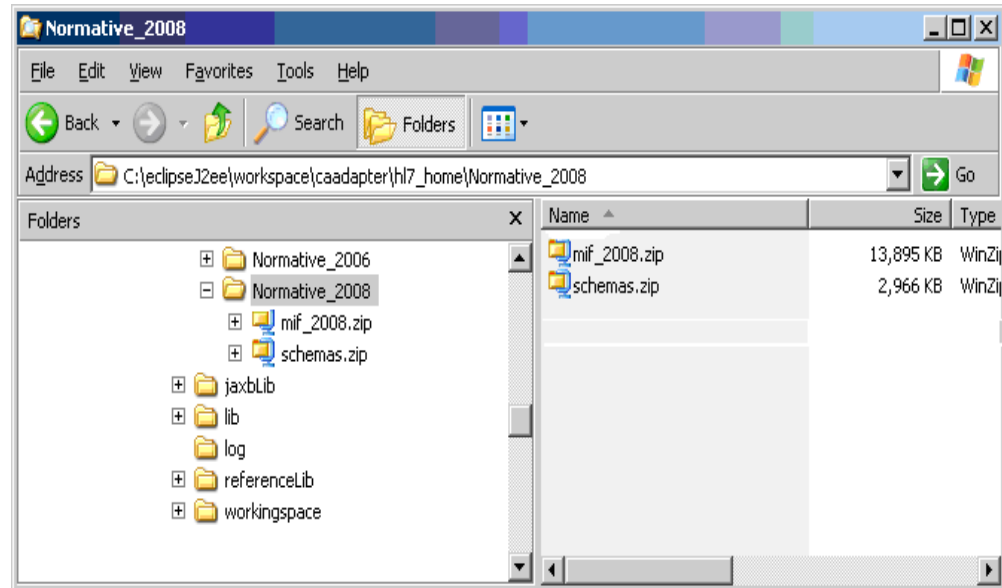 Normative_2008
File Edit View Favorites Tools Help
Back Search Folders
Address C:\eclipseJ2ee\workspace\caadapter\hl7_home\Normative_2008 Go
Folders x
Normative_2006
Normative_2008
mif_2008.zip
schemas.zip
jaxbLib
lib
log
referenceLib
workingspace
Name Size Type
mif_2008.zip 13,895 KB WinZi
schemas.zip 2,966 KB WinZi